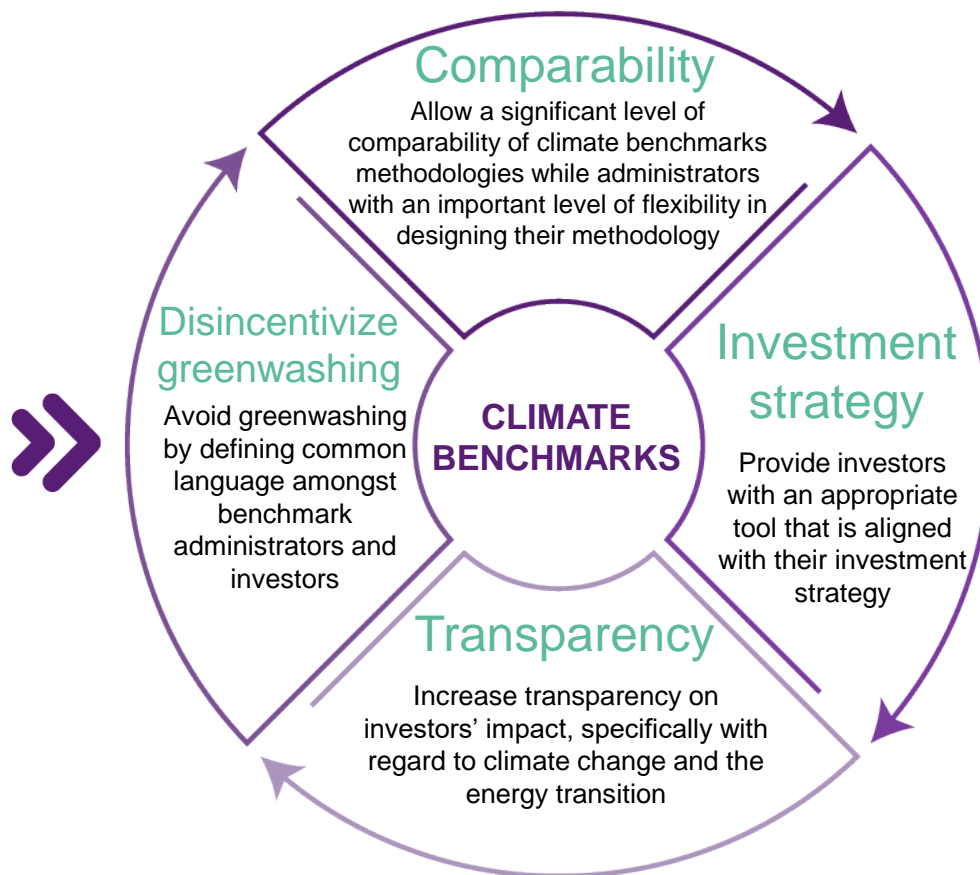 Comparability
Allow a significant level of
comparability of climate benchmarks
methodologies while administrators
with an important level of flexibility in
designing their methodology
Disincentivize
greenwashing
Avoid greenwashing
by defining common
language amongst
benchmark
administrators and
investors
CLIMATE
BENCHMARKS
Investment
strategy
Provide investors
with an appropriate
tool that is aligned
with their investment
strategy
Transparency
Increase transparency on
investors’ impact, specifically with
regard to climate change and the
energy transition